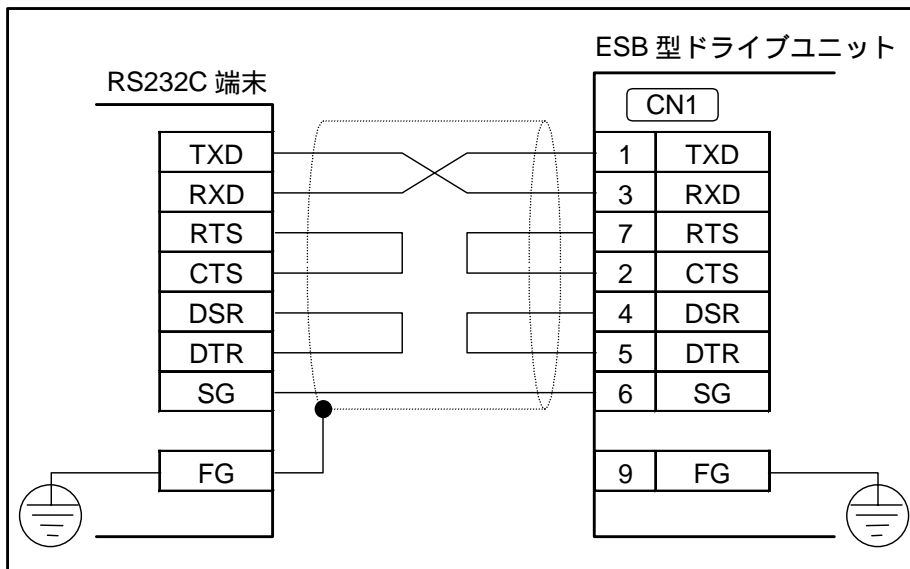 ESB 型ドライブユニット
RS232C 端末
CN1
TXD 1 TXD
RXD 3 RXD
RTS 7 RTS
CTS 2 CTS
DSR 4 DSR
DTR 5 DTR
SG 6 SG
FG 9 FG